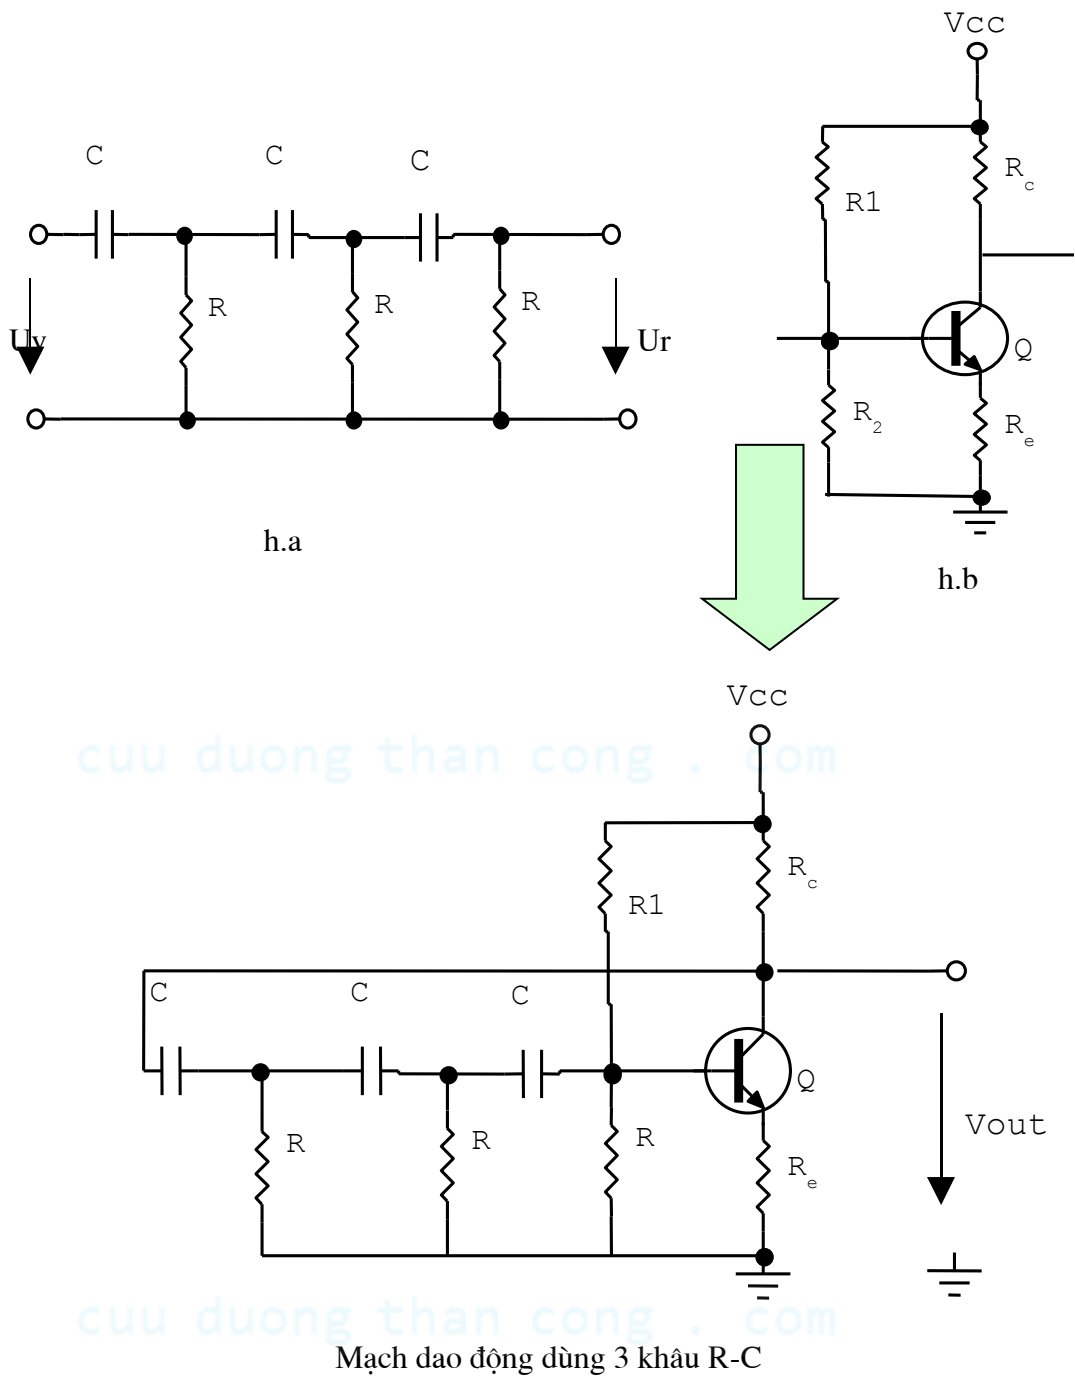 Vcc
C C C
R1
Rc
R R R
Uv
Ur
Q
R2
Re
h.a
h.b
Vcc
cuu duong than cong . com
Rc
R1
C C C
Q
R R R
Vout
Re
cuu duong than cong . com
Mạch dao động dùng 3 khâu R-C